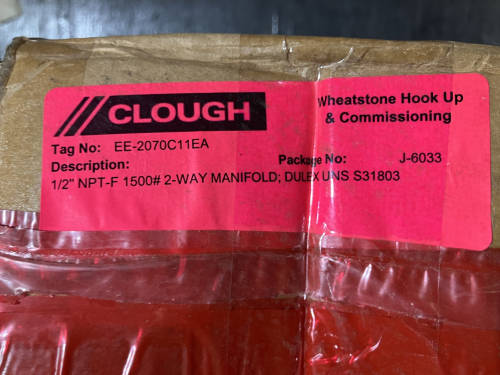 CLOUGH
Wheatstone Hook Up
& Commissioning
Tag No: EE-2070C11EA
Description:
Package No: J-6033
1/2" NPT-F 1500# 2-WAY MANIFOLD; DULEX UNS S31803